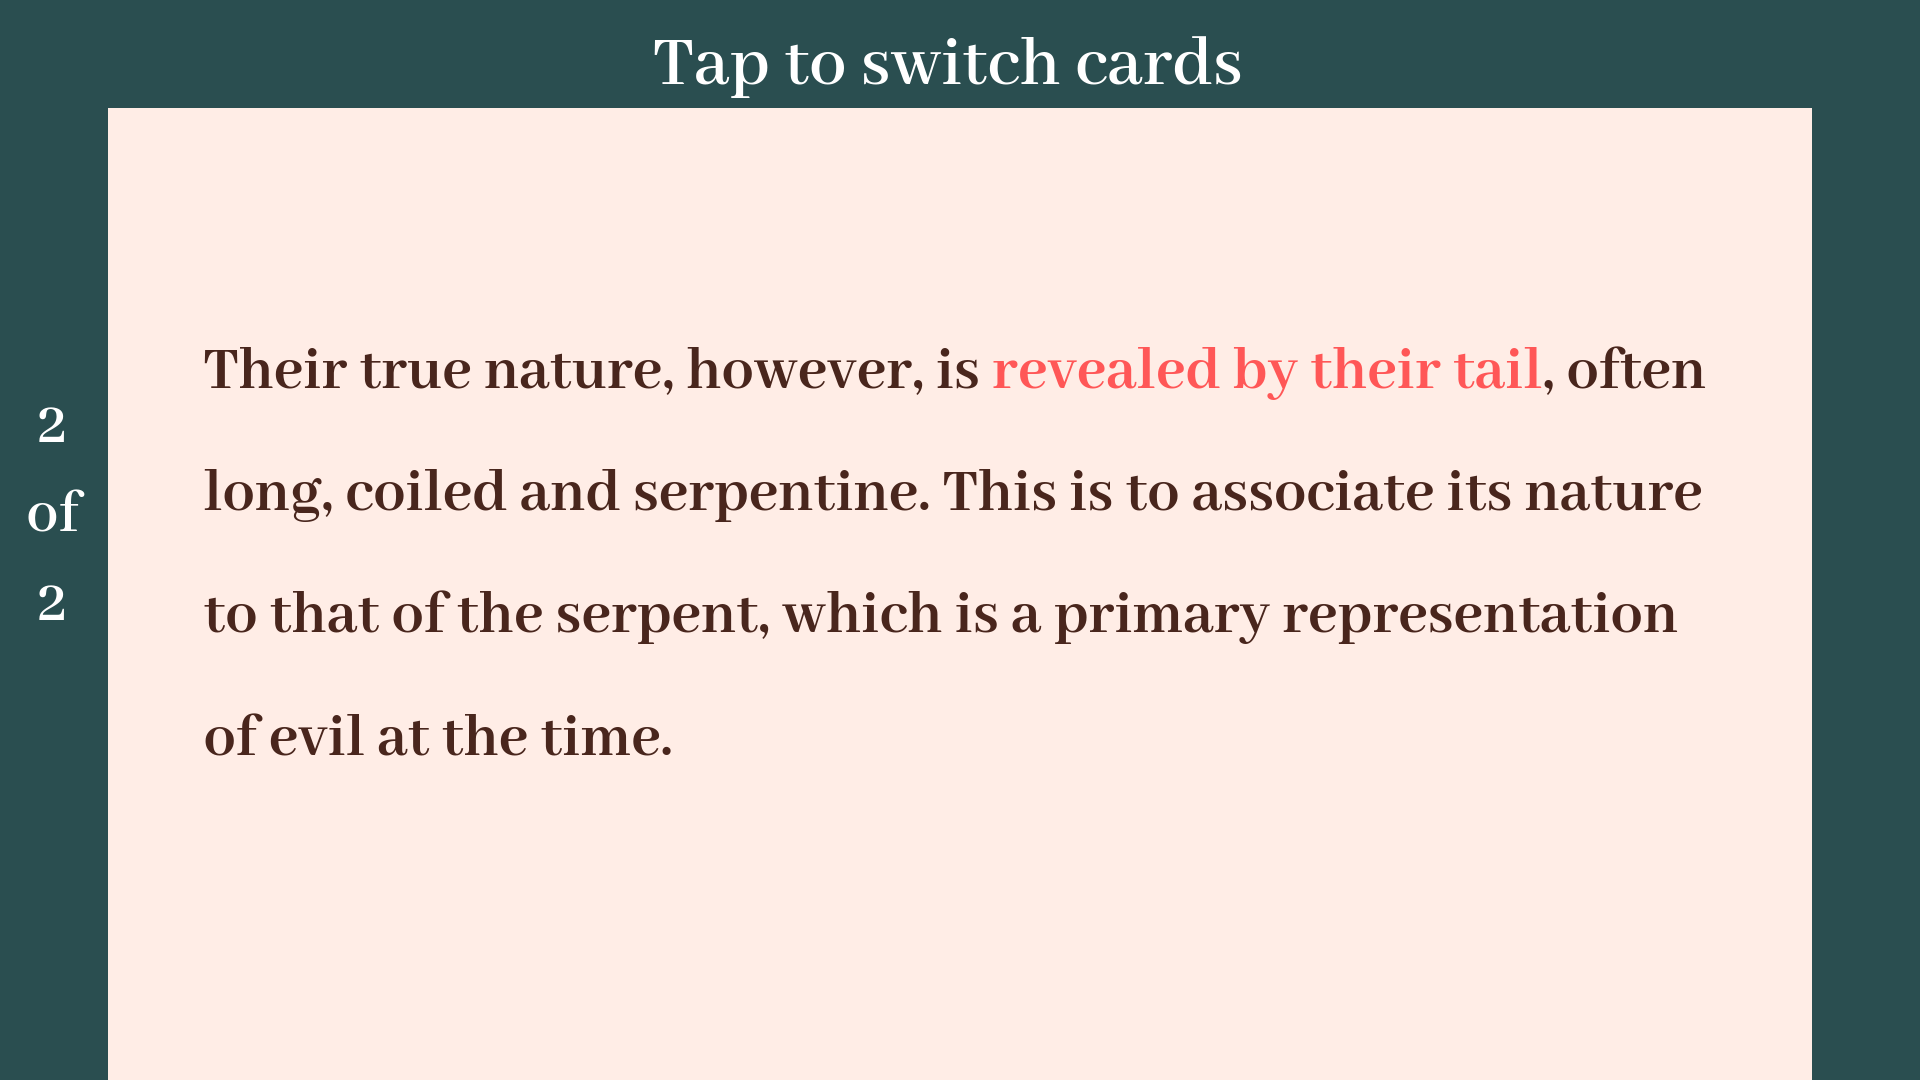 Tap to switch cards
Their true nature, however, is revealed by their tail, often
long, coiled and serpentine. This is to associate its nature
to that of the serpent, which is a primary representation
of evil at the time.
2
of
2